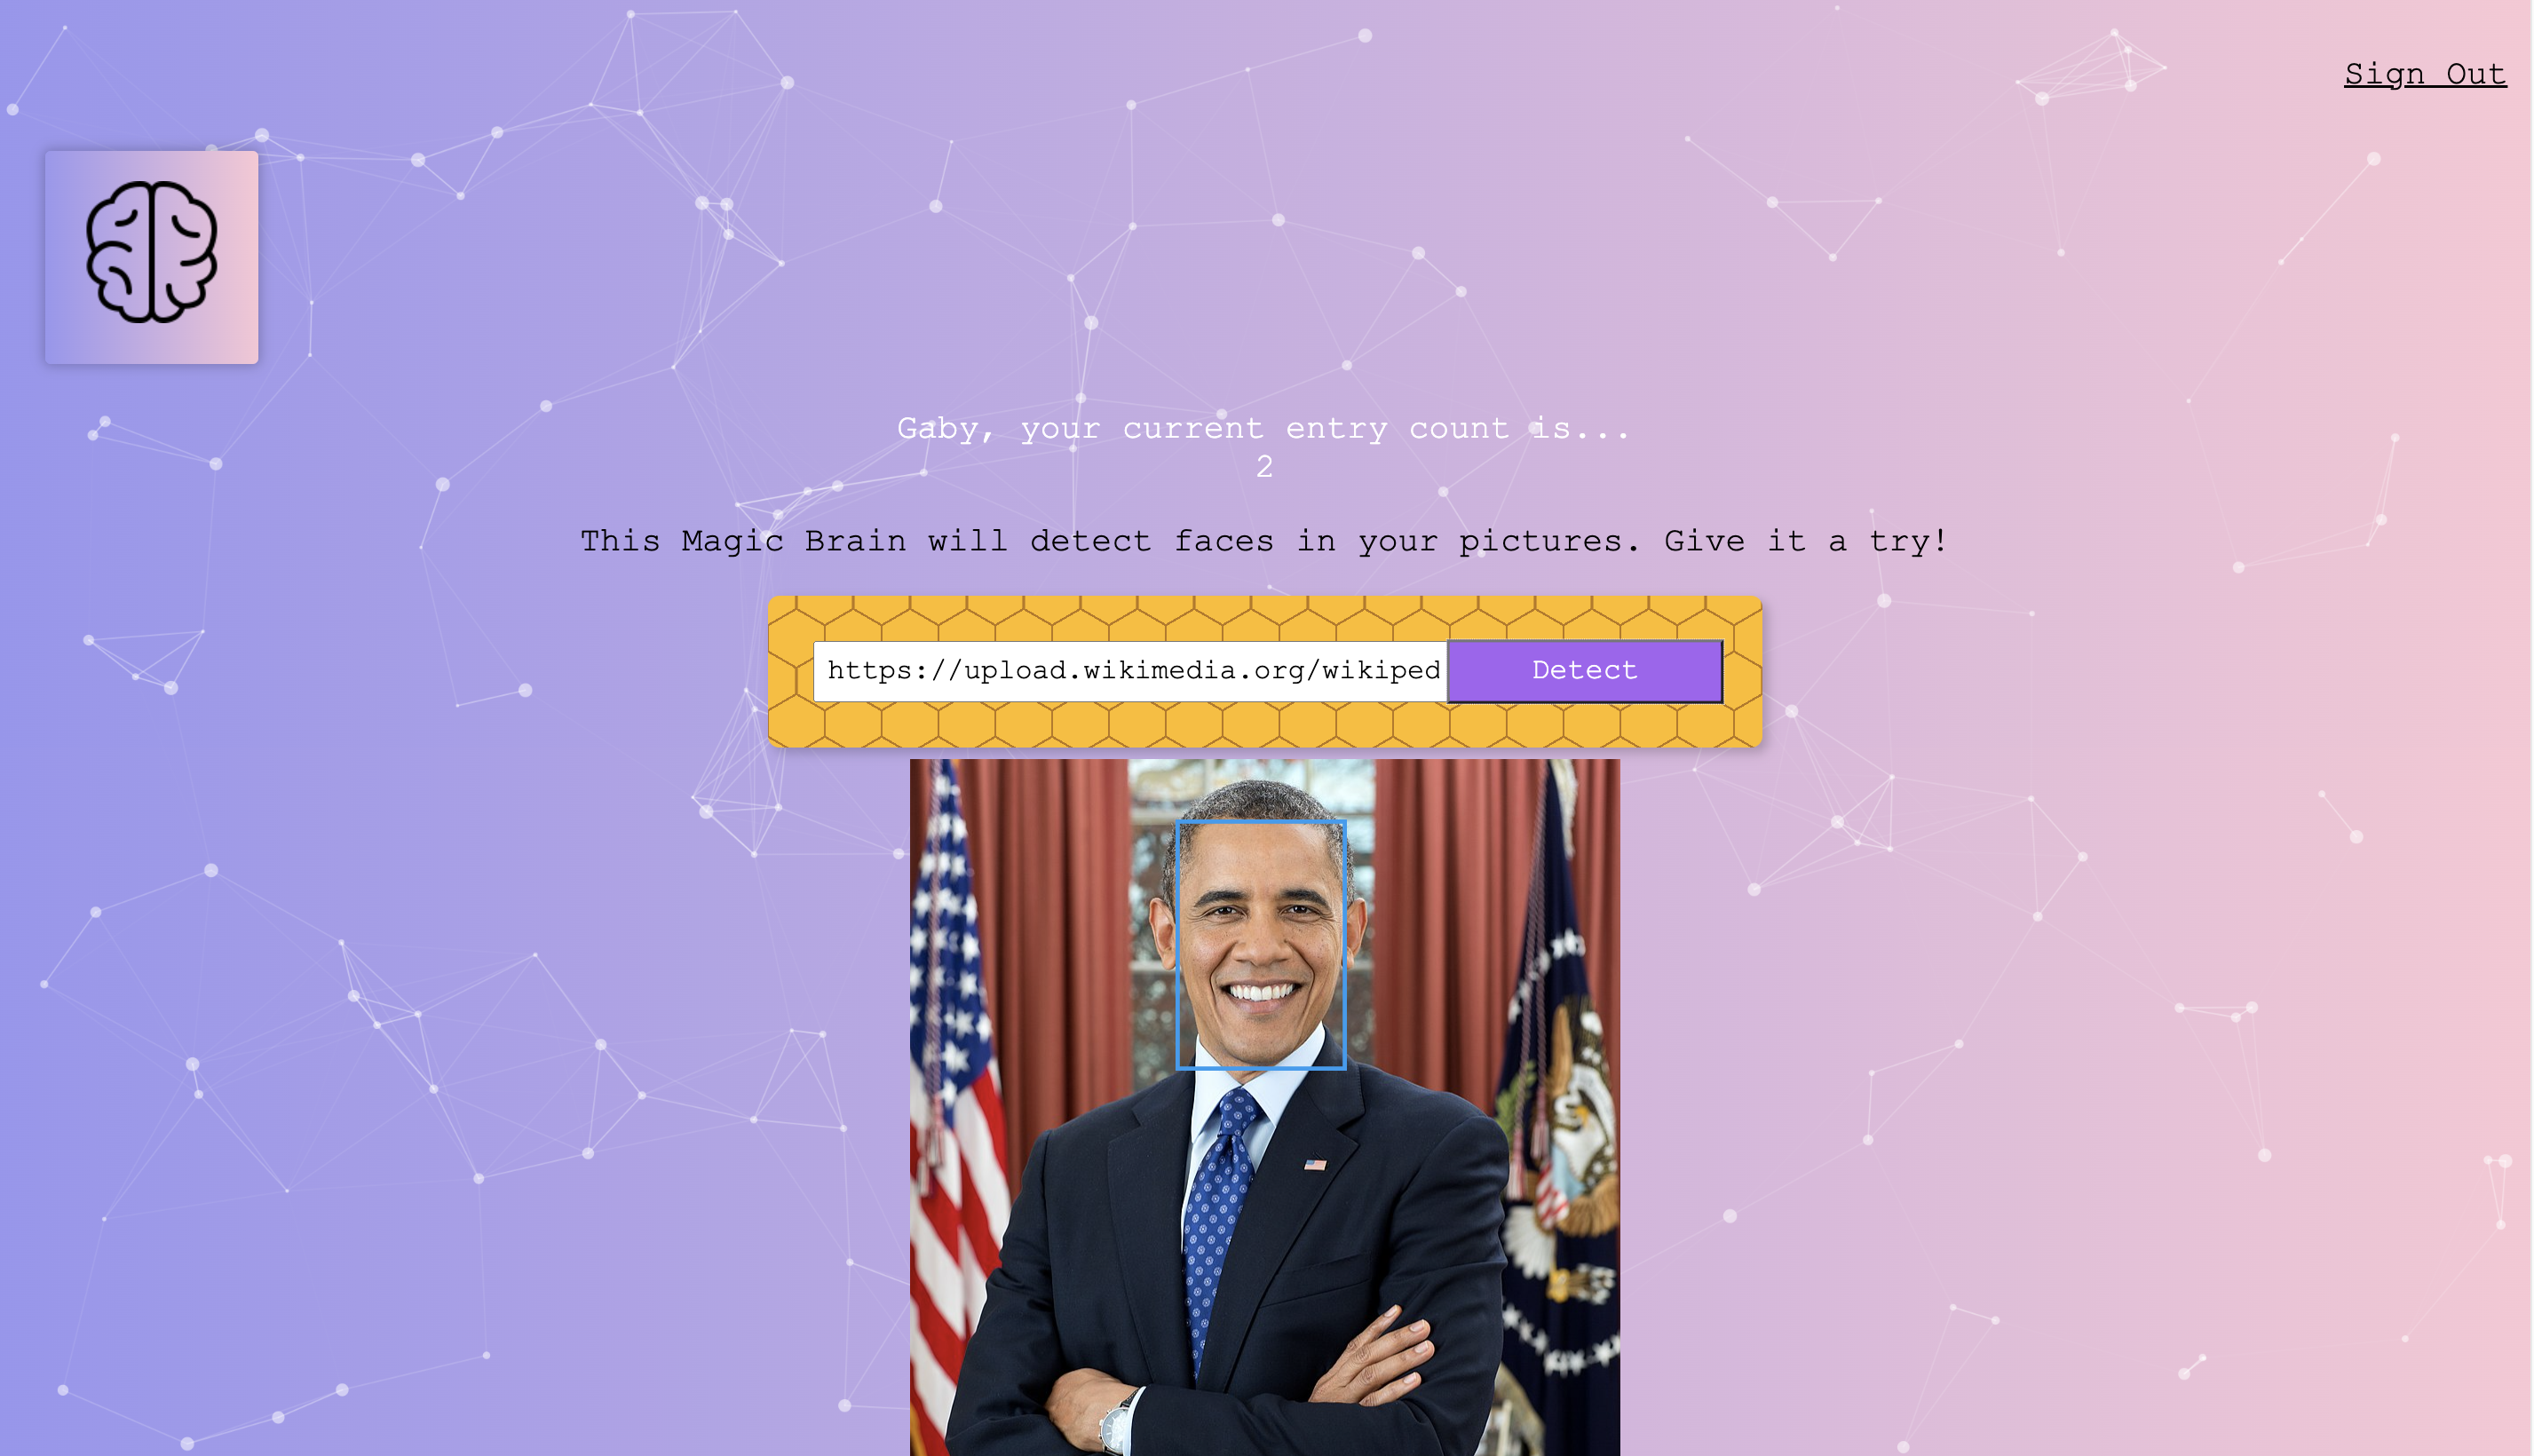 Sign Out
Gaby, your current entry count is...
2
This Magic Brain will detect faces in your pictures. Give it a try!
https://upload.wikimedia.org/wikiped
Detect